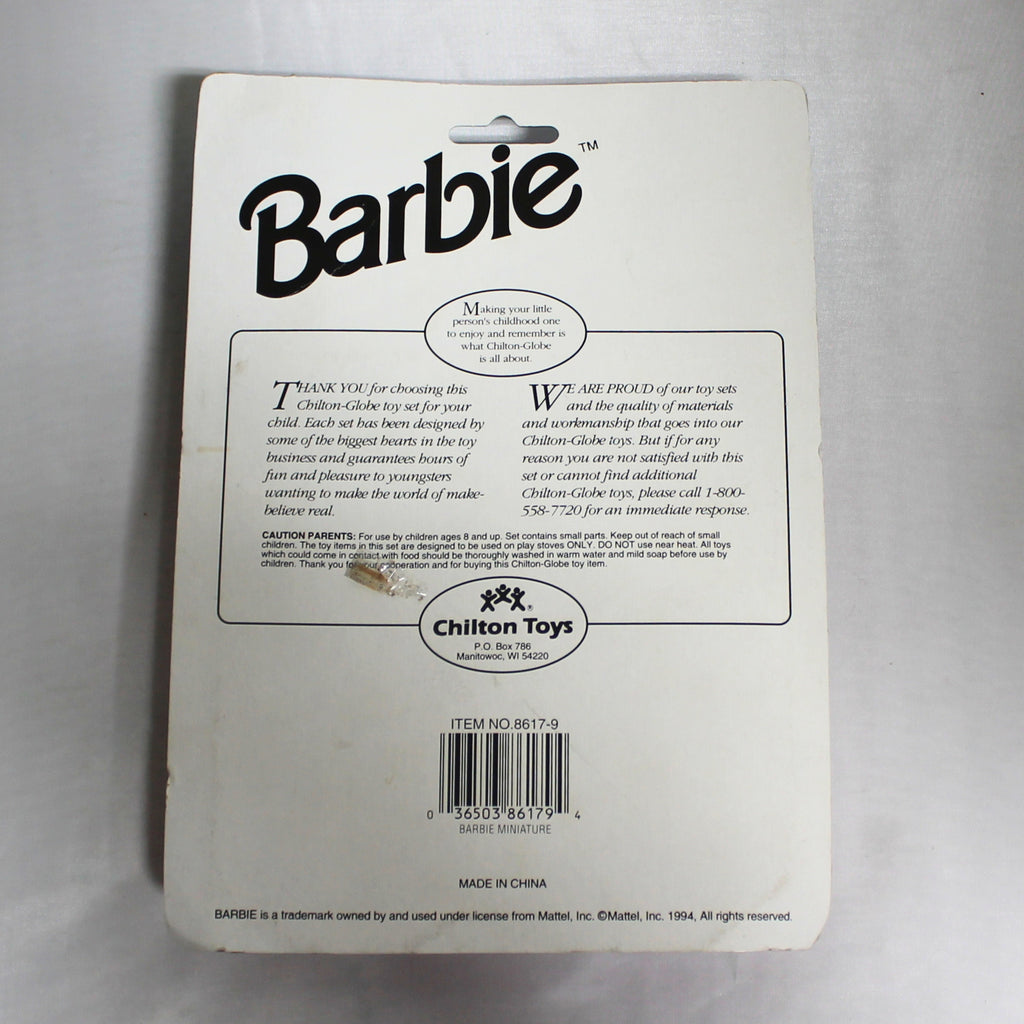 Barbie™
Making your little
person's childhood one
to enjoy and remember is
what Chilton-Globe
is all about.
THANK YOU for choosing this
Chilton-Globe toy set for your
child. Each set has been designed by
some of the biggest hearts in the toy
business and guarantees hours of
fun and pleasure to youngsters
wanting to make the world of make-
believe real.
WE ARE PROUD of our toy sets
and the quality of materials
and workmanship that goes into our
Chilton-Globe toys. But if for any
reason you are not satisfied with this
set or cannot find additional
Chilton-Globe toys, please call 1-800-
558-7720 for an immediate response.
CAUTION PARENTS: For use by children ages 8 and up. Set contains small parts. Keep out of reach of small
children. The toy items in this set are designed to be used on play stoves ONLY. DO NOT use near heat. All toys
which could come in contact with food should be thoroughly washed in warm water and mild soap before use by
children. Thank you for your cooperation and for buying this Chilton-Globe toy item.
®
Chilton Toys
P.O. Box 786
Manitowoc, WI 54220
ITEM NO.8617-9
0 36503 86179 4
BARBIE MINIATURE
MADE IN CHINA
BARBIE is a trademark owned by and used under license from Mattel, Inc. ©Mattel, Inc. 1994, All rights reserved.